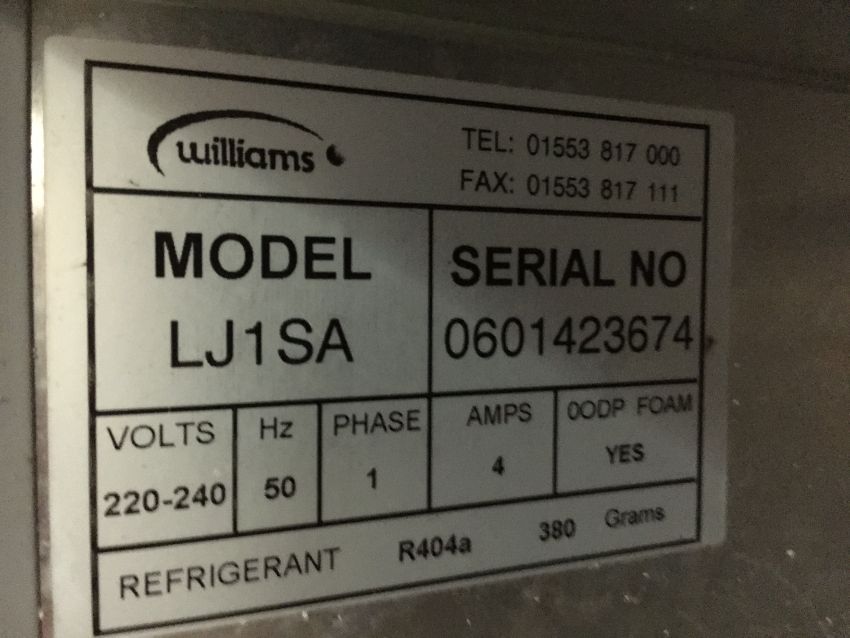 williams
TEL: 01553 817 000
FAX: 01553 817 111
MODEL
LJ1SA
SERIAL NO
0601423674
VOLTS
220-240
Hz
50
PHASE
1
AMPS
4
0ODP FOAM
YES
REFRIGERANT R404a 380 Grams